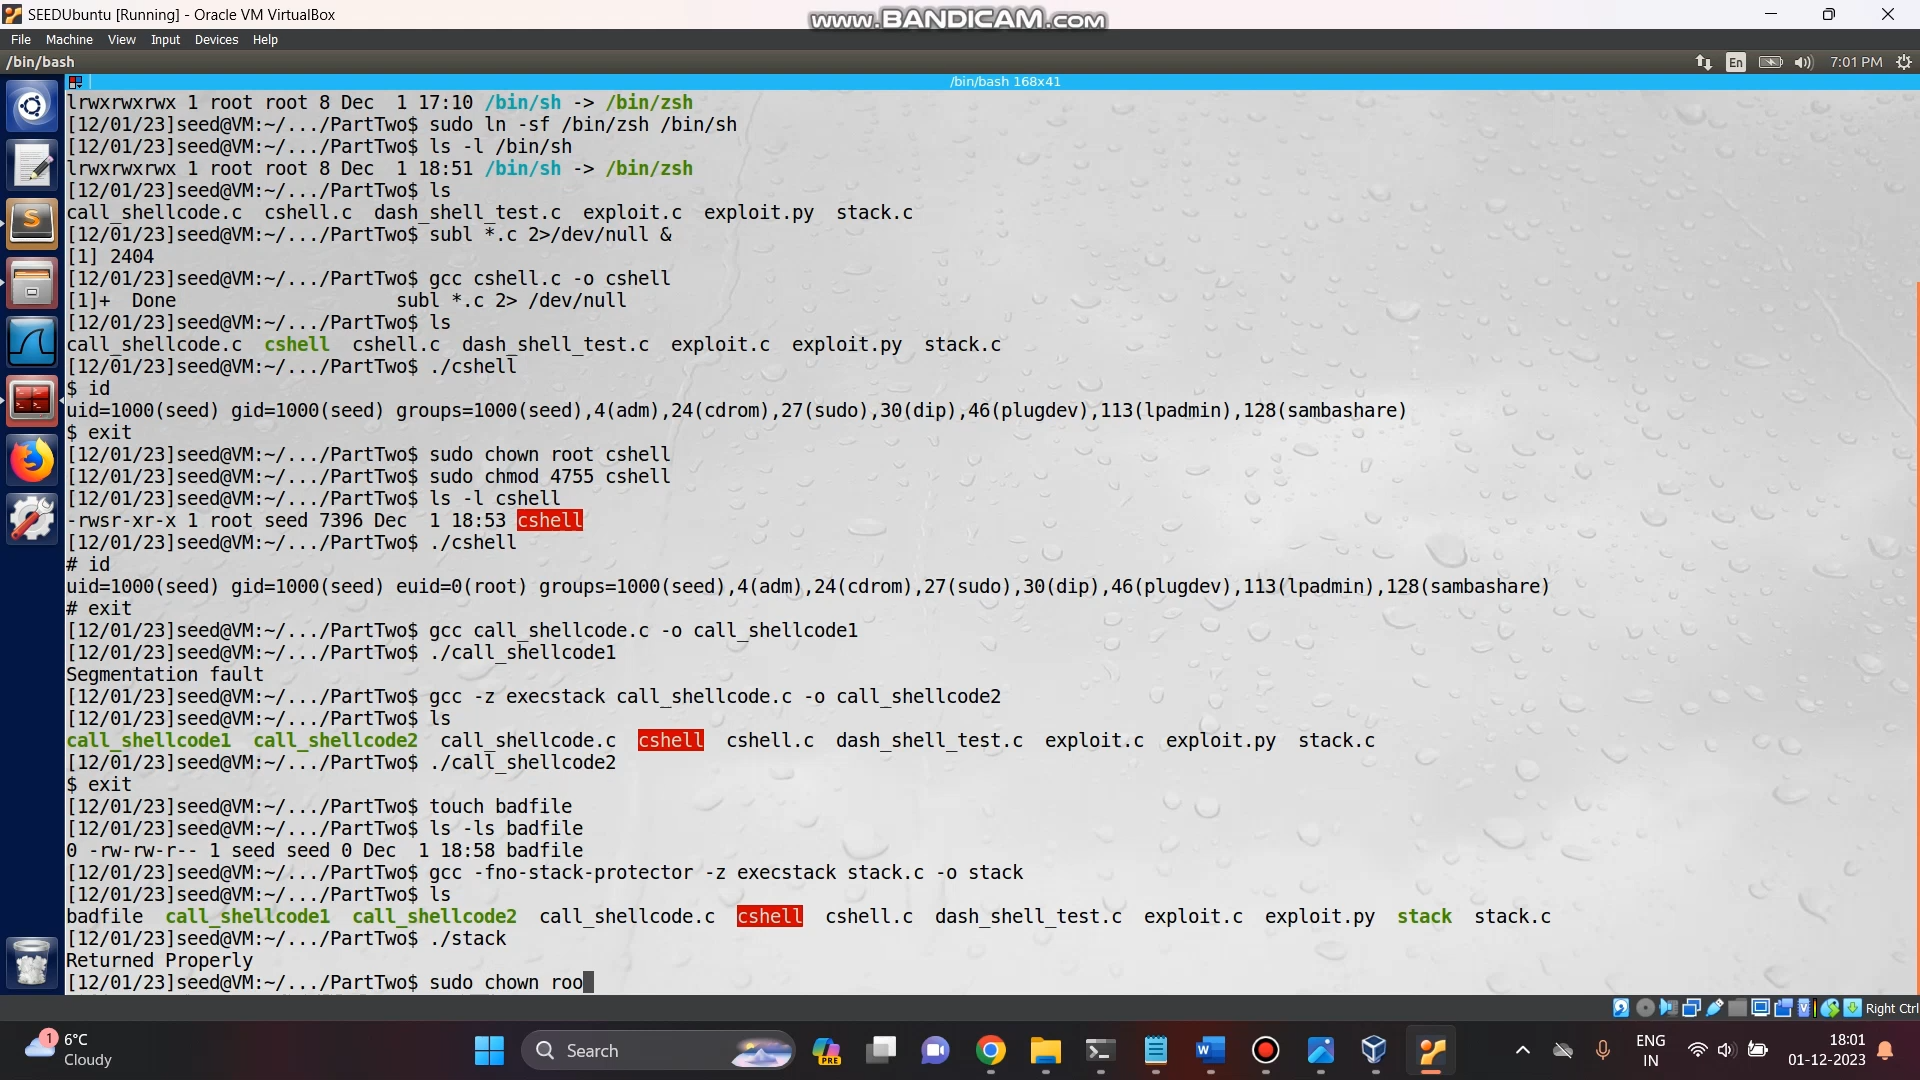 SEEDUbuntu [Running] - Oracle VM VirtualBox
www.BANDICAM.com
File Machine View Input Devices Help
/bin/bash
En
7:01 PM
/bin/bash 168x41
lrwxrwxrwx 1 root root 8 Dec  1 17:10 /bin/sh -> /bin/zsh
[12/01/23]seed@VM:~/.../PartTwo$ sudo ln -sf /bin/zsh /bin/sh
[12/01/23]seed@VM:~/.../PartTwo$ ls -l /bin/sh
lrwxrwxrwx 1 root root 8 Dec  1 18:51 /bin/sh -> /bin/zsh
[12/01/23]seed@VM:~/.../PartTwo$ ls
call_shellcode.c  cshell.c  dash_shell_test.c  exploit.c  exploit.py  stack.c
[12/01/23]seed@VM:~/.../PartTwo$ subl *.c 2>/dev/null &
[1] 2404
[12/01/23]seed@VM:~/.../PartTwo$ gcc cshell.c -o cshell
[1]+  Done                    subl *.c 2> /dev/null
[12/01/23]seed@VM:~/.../PartTwo$ ls
call_shellcode.c  cshell  cshell.c  dash_shell_test.c  exploit.c  exploit.py  stack.c
[12/01/23]seed@VM:~/.../PartTwo$ ./cshell
$ id
uid=1000(seed) gid=1000(seed) groups=1000(seed),4(adm),24(cdrom),27(sudo),30(dip),46(plugdev),113(lpadmin),128(sambashare)
$ exit
[12/01/23]seed@VM:~/.../PartTwo$ sudo chown root cshell
[12/01/23]seed@VM:~/.../PartTwo$ sudo chmod 4755 cshell
[12/01/23]seed@VM:~/.../PartTwo$ ls -l cshell
-rwsr-xr-x 1 root seed 7396 Dec  1 18:53 cshell
[12/01/23]seed@VM:~/.../PartTwo$ ./cshell
# id
uid=1000(seed) gid=1000(seed) euid=0(root) groups=1000(seed),4(adm),24(cdrom),27(sudo),30(dip),46(plugdev),113(lpadmin),128(sambashare)
# exit
[12/01/23]seed@VM:~/.../PartTwo$ gcc call_shellcode.c -o call_shellcode1
[12/01/23]seed@VM:~/.../PartTwo$ ./call_shellcode1
Segmentation fault
[12/01/23]seed@VM:~/.../PartTwo$ gcc -z execstack call_shellcode.c -o call_shellcode2
[12/01/23]seed@VM:~/.../PartTwo$ ls
call_shellcode1  call_shellcode2  call_shellcode.c  cshell  cshell.c  dash_shell_test.c  exploit.c  exploit.py  stack.c
[12/01/23]seed@VM:~/.../PartTwo$ ./call_shellcode2
$ exit
[12/01/23]seed@VM:~/.../PartTwo$ touch badfile
[12/01/23]seed@VM:~/.../PartTwo$ ls -ls badfile
0 -rw-rw-r-- 1 seed seed 0 Dec  1 18:58 badfile
[12/01/23]seed@VM:~/.../PartTwo$ gcc -fno-stack-protector -z execstack stack.c -o stack
[12/01/23]seed@VM:~/.../PartTwo$ ls
badfile  call_shellcode1  call_shellcode2  call_shellcode.c  cshell  cshell.c  dash_shell_test.c  exploit.c  exploit.py  stack  stack.c
[12/01/23]seed@VM:~/.../PartTwo$ ./stack
Returned Properly
[12/01/23]seed@VM:~/.../PartTwo$ sudo chown roo
Right Ctrl
1
6°C
Cloudy
Search
PRE
ENG
IN
18:01
01-12-2023